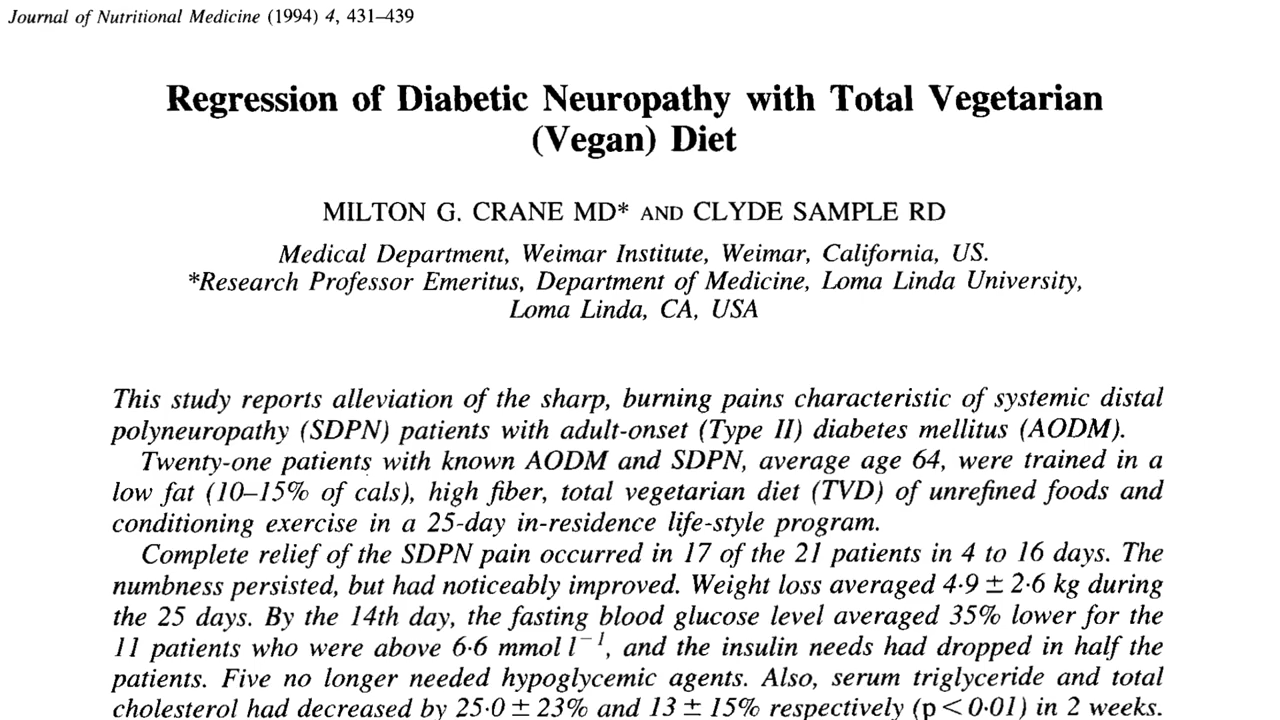 Journal of Nutritional Medicine (1994) 4, 431–439
Regression of Diabetic Neuropathy with Total Vegetarian
(Vegan) Diet
MILTON G. CRANE MD* AND CLYDE SAMPLE RD
Medical Department, Weimar Institute, Weimar, California, US.
*Research Professor Emeritus, Department of Medicine, Loma Linda University,
Loma Linda, CA, USA
This study reports alleviation of the sharp, burning pains characteristic of systemic distal
polyneuropathy (SDPN) patients with adult-onset (Type II) diabetes mellitus (AODM).
Twenty-one patients with known AODM and SDPN, average age 64, were trained in a
low fat (10–15% of cals), high fiber, total vegetarian diet (TVD) of unrefined foods and
conditioning exercise in a 25-day in-residence life-style program.
Complete relief of the SDPN pain occurred in 17 of the 21 patients in 4 to 16 days. The
numbness persisted, but had noticeably improved. Weight loss averaged 4·9 ± 2·6 kg during
the 25 days. By the 14th day, the fasting blood glucose level averaged 35% lower for the
11 patients who were above 6·6 mmol l⁻¹, and the insulin needs had dropped in half the
patients. Five no longer needed hypoglycemic agents. Also, serum triglyceride and total
cholesterol had decreased by 25·0 ± 23% and 13 ± 15% respectively (p < 0·01) in 2 weeks.